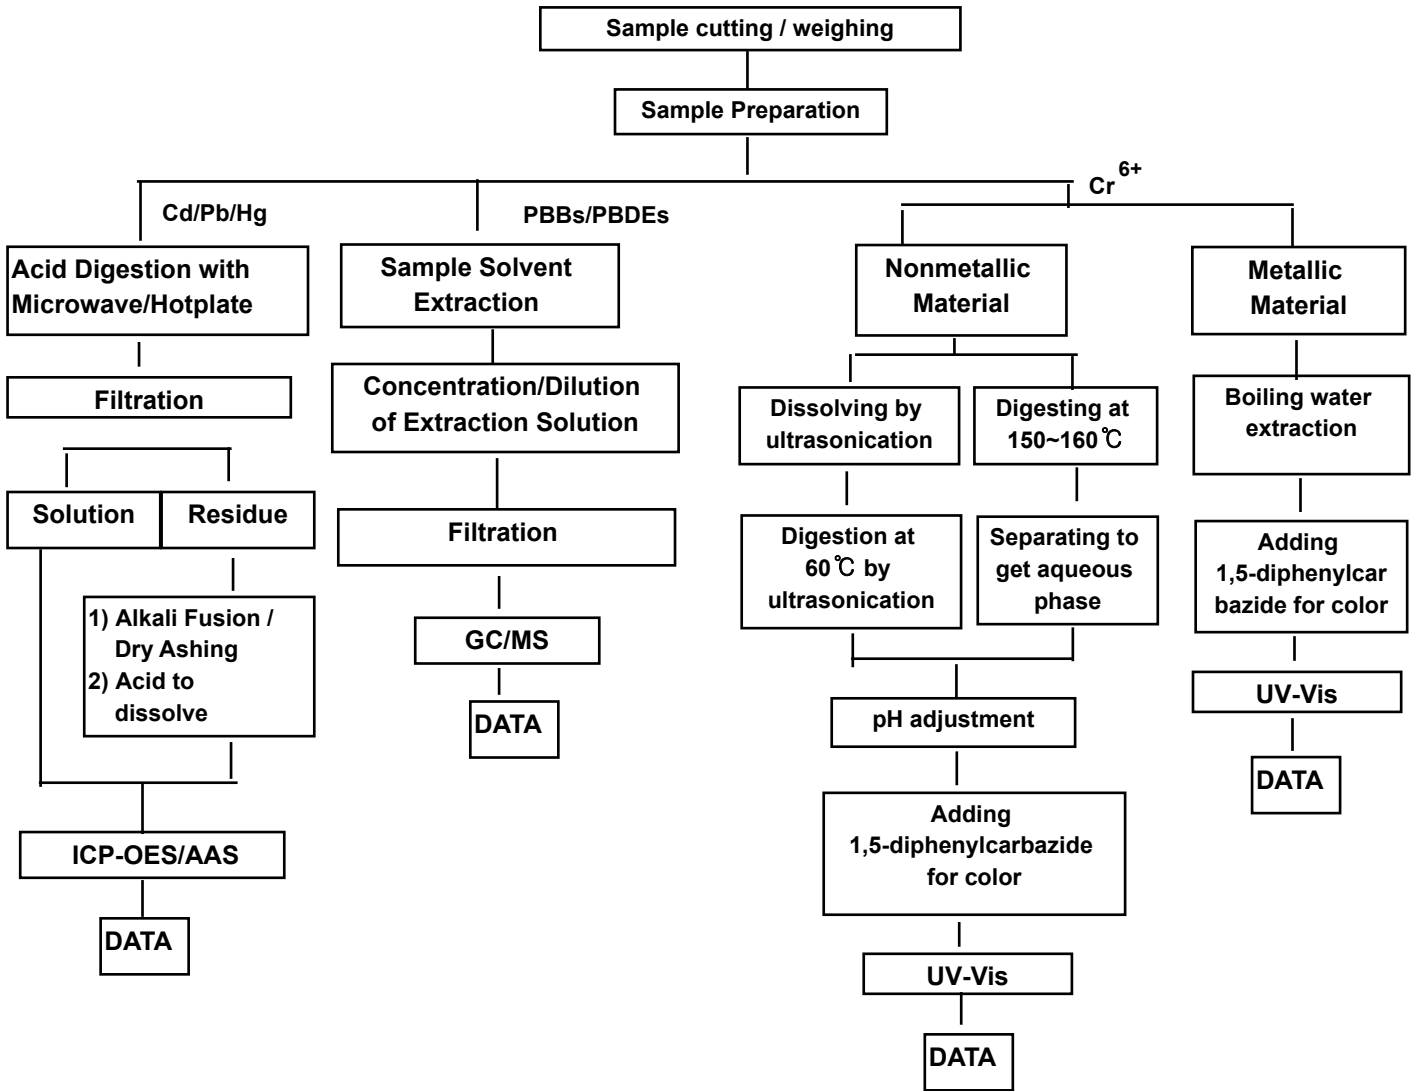 Sample cutting / weighing
Sample Preparation
Cd/Pb/Hg
PBBs/PBDEs
Cr 6+
Acid Digestion with
Microwave/Hotplate
Filtration
Solution
Residue
1) Alkali Fusion /
Dry Ashing
2) Acid to
dissolve
ICP-OES/AAS
DATA
Sample Solvent
Extraction
Concentration/Dilution
of Extraction Solution
Filtration
GC/MS
DATA
Nonmetallic
Material
Dissolving by
ultrasonication
Digestion at
60℃ by
ultrasonication
Digesting at
150~160℃
Separating to
get aqueous
phase
pH adjustment
Adding
1,5-diphenylcarbazide
for color
UV-Vis
DATA
Metallic
Material
Boiling water
extraction
Adding
1,5-diphenylcar
bazide for color
UV-Vis
DATA